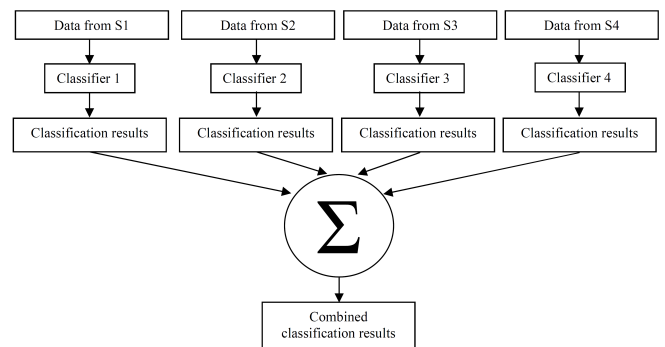 Data from S1
Data from S2
Data from S3
Data from S4
Classifier 1
Classifier 2
Classifier 3
Classifier 4
Classification results
Classification results
Classification results
Classification results
Σ
Combined
classification results